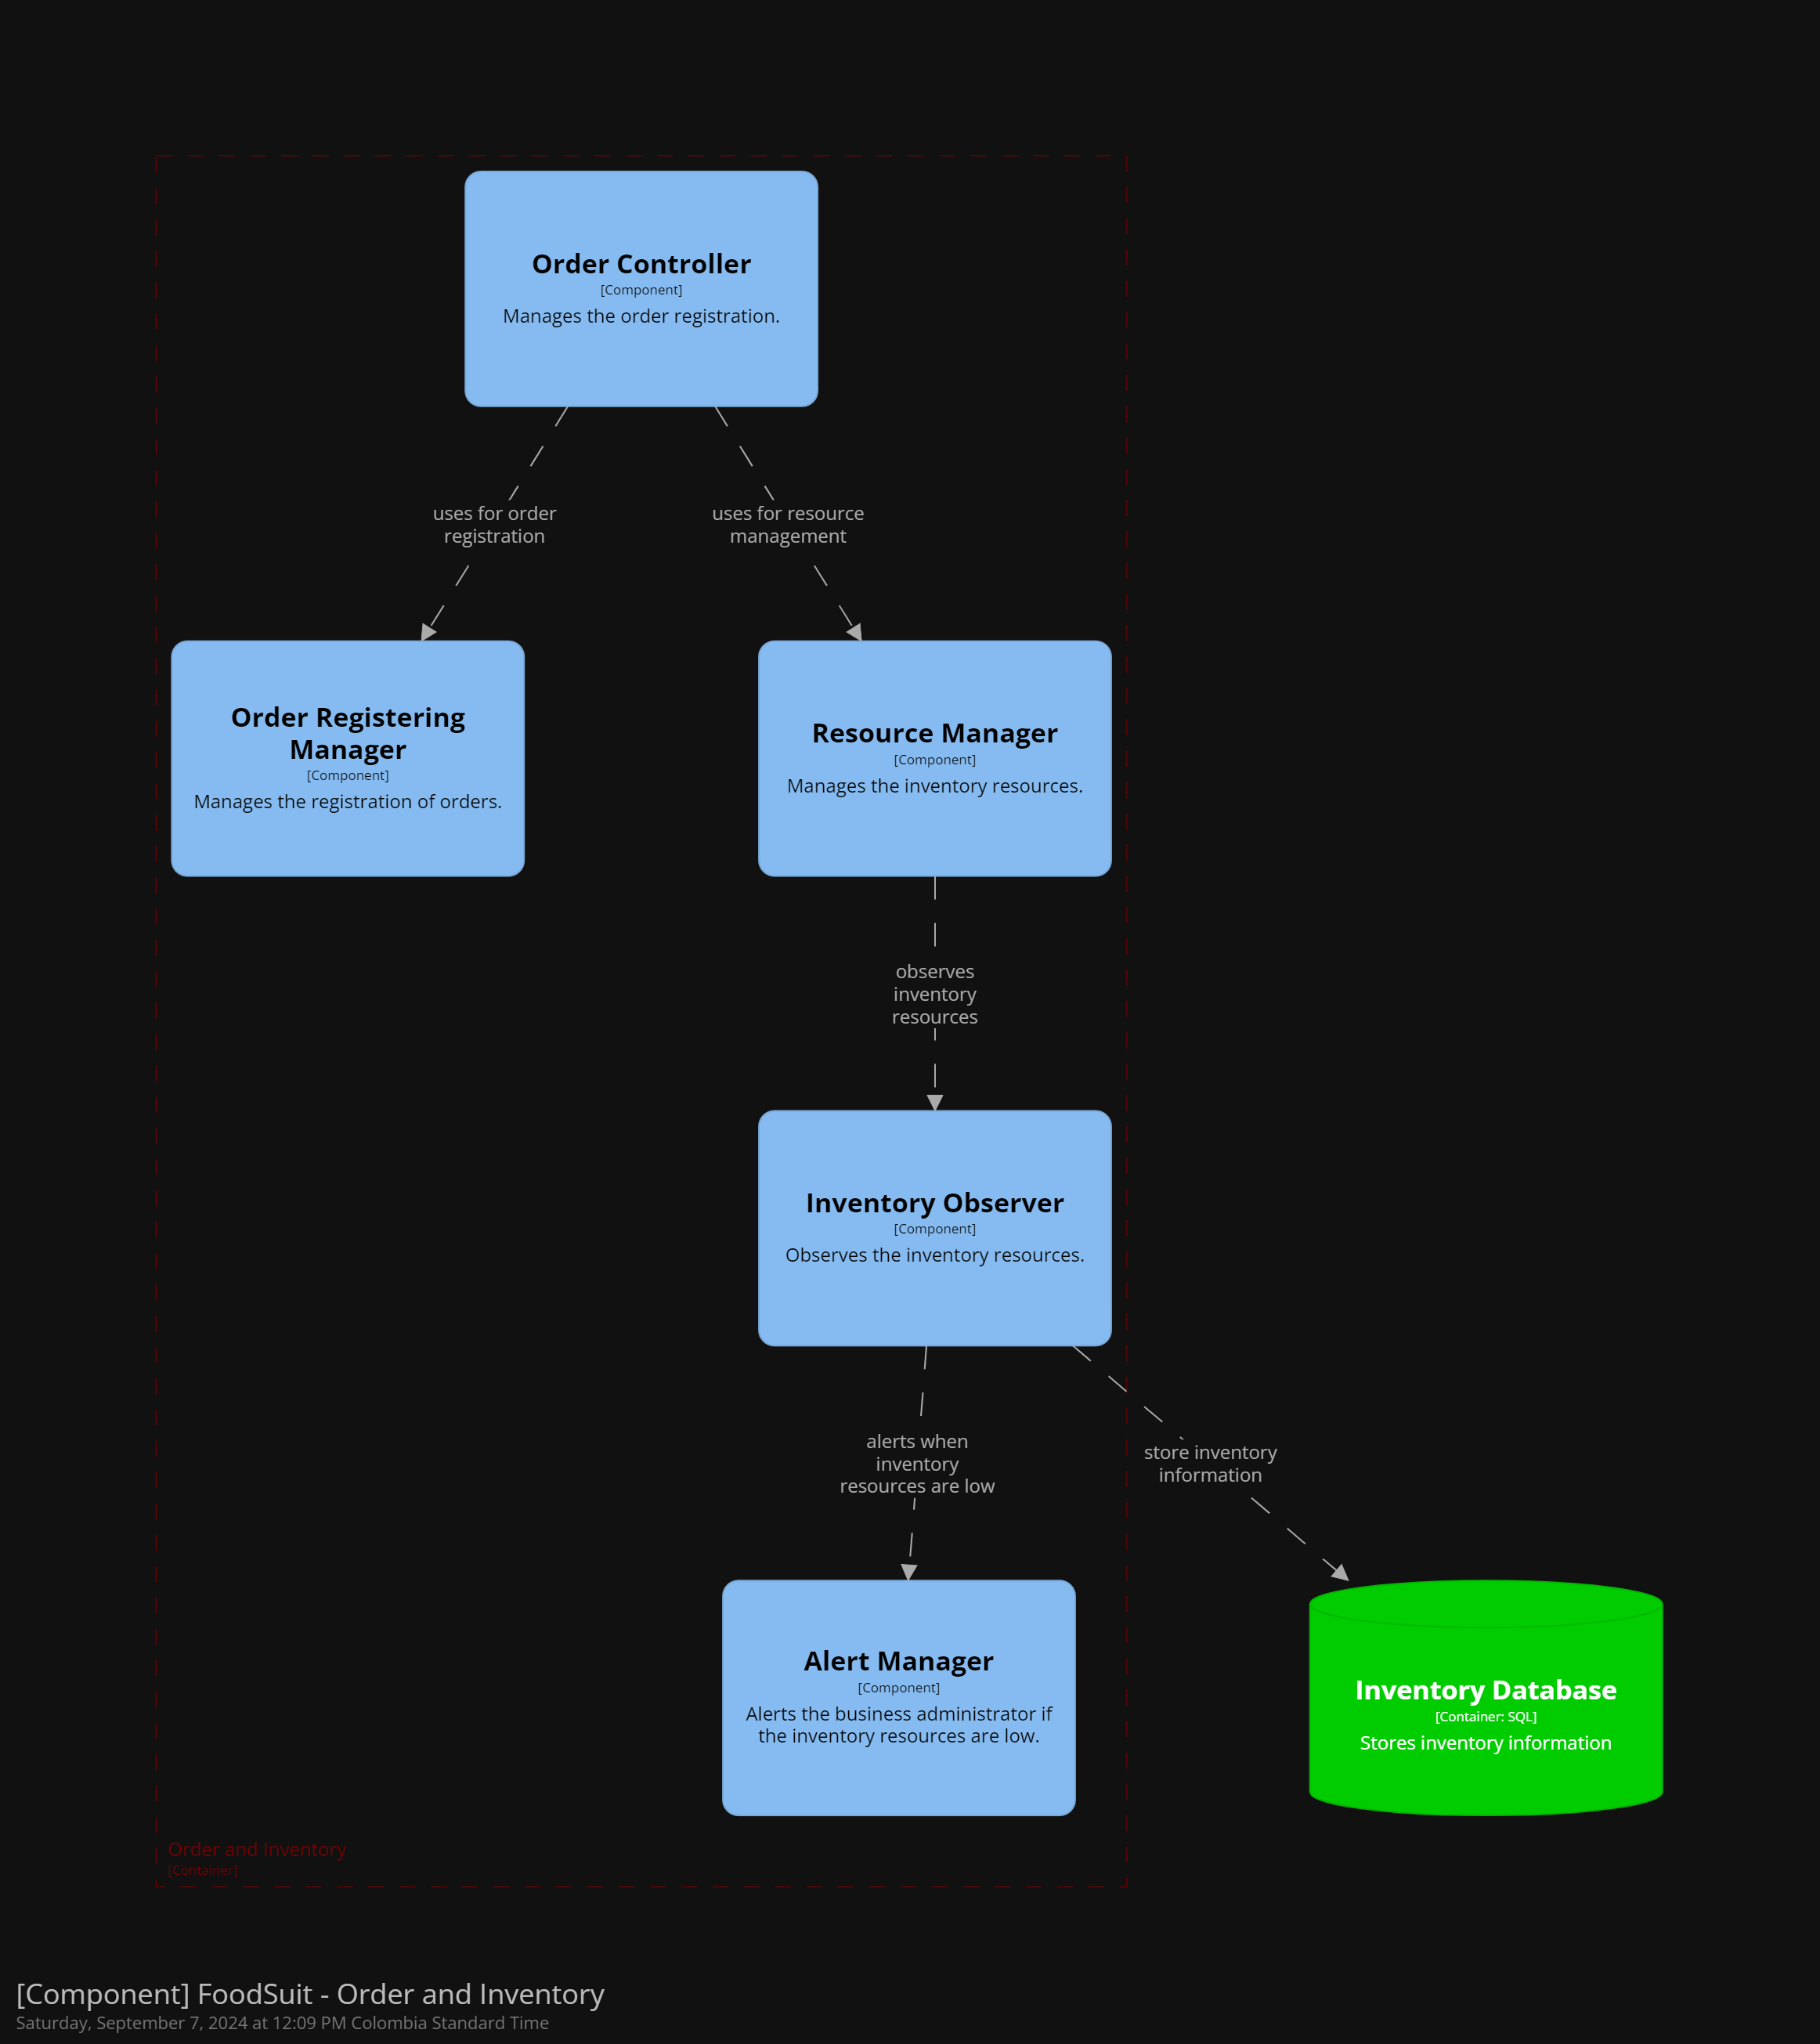 Order Controller
[Component]
Manages the order registration.
uses for order
registration
uses for resource
management
Order Registering
Manager
[Component]
Manages the registration of orders.
Resource Manager
[Component]
Manages the inventory resources.
observes
inventory
resources
Inventory Observer
[Component]
Observes the inventory resources.
alerts when
inventory
resources are low
store inventory
information
Alert Manager
[Component]
Alerts the business administrator if
the inventory resources are low.
Inventory Database
[Container: SQL]
Stores inventory information
Order and Inventory
[Container]
[Component] FoodSuit - Order and Inventory
Saturday, September 7, 2024 at 12:09 PM Colombia Standard Time